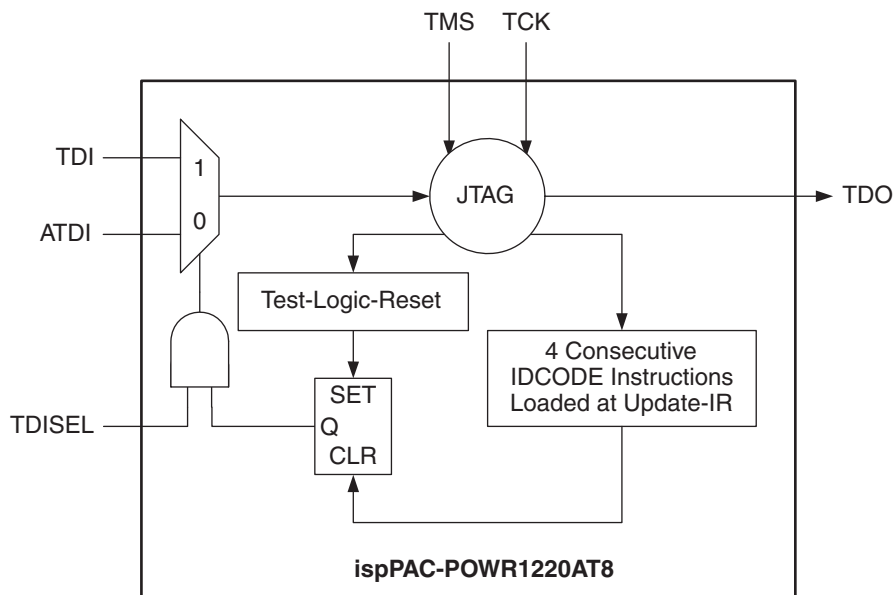 TMS TCK
TDI
1
JTAG
TDO
0
ATDI
Test-Logic-Reset
4 Consecutive
IDCODE Instructions
Loaded at Update-IR
SET
TDISEL
Q
CLR
ispPAC-POWR1220AT8